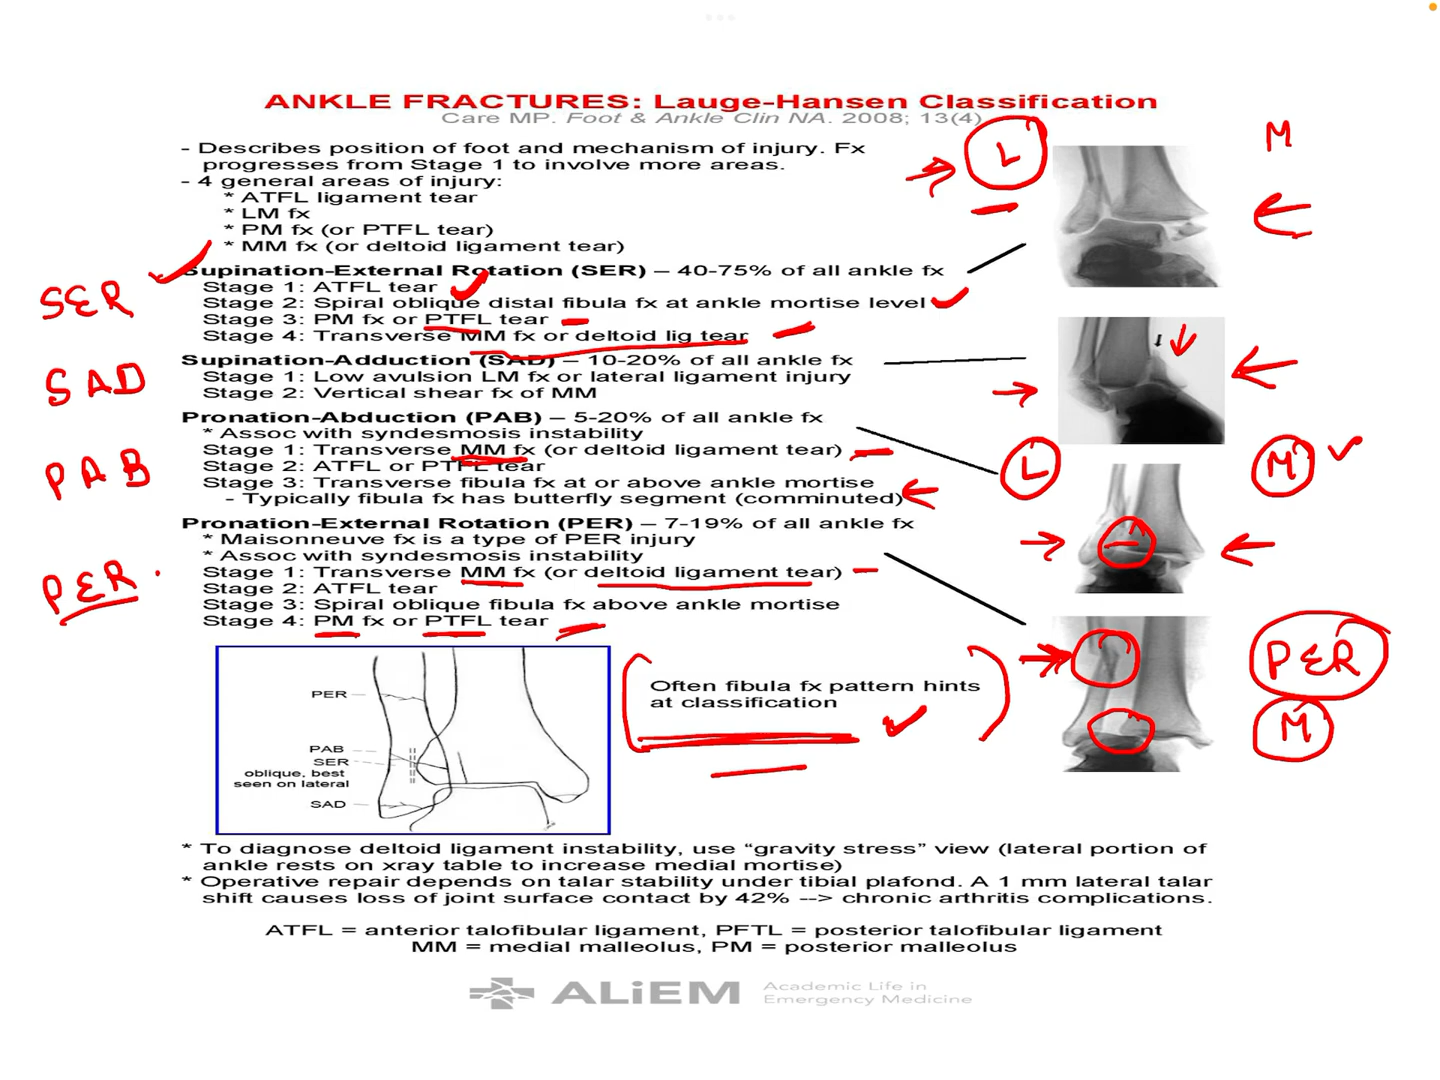 ANKLE FRACTURES: Lauge-Hansen Classification
Care MP. Foot & Ankle Clin NA. 2008; 13(4)
- Describes position of foot and mechanism of injury. Fx
progresses from Stage 1 to involve more areas.
- 4 general areas of injury:
* ATFL ligament tear
* LM fx
* PM fx (or PTFL tear)
* MM fx (or deltoid ligament tear)
L
M
SER
Supination-External Rotation (SER) – 40-75% of all ankle fx
Stage 1: ATFL tear
Stage 2: Spiral oblique distal fibula fx at ankle mortise level
Stage 3: PM fx or PTFL tear
Stage 4: Transverse MM fx or deltoid lig tear
SAD
Supination-Adduction (SAD) – 10-20% of all ankle fx
Stage 1: Low avulsion LM fx or lateral ligament injury
Stage 2: Vertical shear fx of MM
PAB
Pronation-Abduction (PAB) – 5-20% of all ankle fx
* Assoc with syndesmosis instability
Stage 1: Transverse MM fx (or deltoid ligament tear)
Stage 2: ATFL or PTFL tear
Stage 3: Transverse fibula fx at or above ankle mortise
- Typically fibula fx has butterfly segment (comminuted)
L
M
PER
Pronation-External Rotation (PER) – 7-19% of all ankle fx
* Maisonneuve fx is a type of PER injury
* Assoc with syndesmosis instability
Stage 1: Transverse MM fx (or deltoid ligament tear)
Stage 2: ATFL tear
Stage 3: Spiral oblique fibula fx above ankle mortise
Stage 4: PM fx or PTFL tear
PER
M
PER
PAB
SER
oblique, best
seen on lateral
SAD
Often fibula fx pattern hints
at classification
* To diagnose deltoid ligament instability, use “gravity stress” view (lateral portion of
ankle rests on xray table to increase medial mortise)
* Operative repair depends on talar stability under tibial plafond. A 1 mm lateral talar
shift causes loss of joint surface contact by 42% --> chronic arthritis complications.
ATFL = anterior talofibular ligament, PFTL = posterior talofibular ligament
MM = medial malleolus, PM = posterior malleolus
ALiEM
Academic Life in
Emergency Medicine